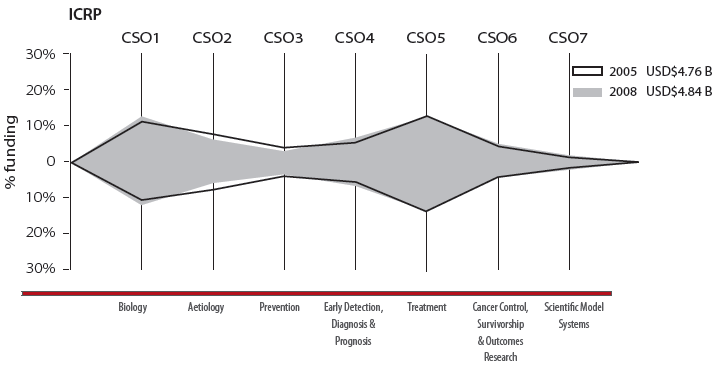 ICRP
CSO1 CSO2 CSO3 CSO4 CSO5 CSO6 CSO7
30%
20%
10%
0
10%
20%
30%
% funding
2005 USD$4.76 B
2008 USD$4.84 B
Biology Aetiology Prevention Early Detection, Treatment Cancer Control, Scientific Model
Diagnosis & Survivorship Systems
Prognosis & Outcomes
Research